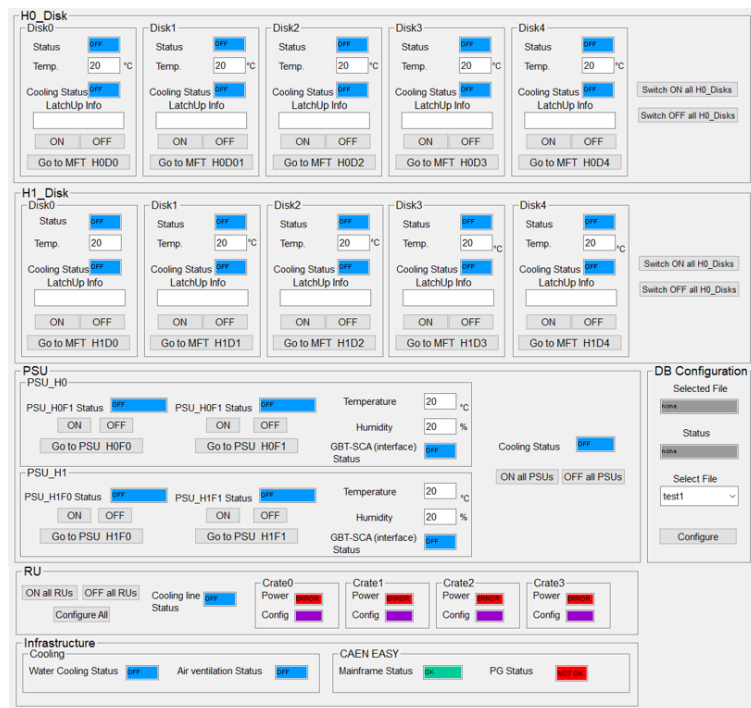 H0_Disk
Disk0 Disk1 Disk2 Disk3 Disk4
Status OFF Status OFF Status OFF Status OFF Status OFF
Temp. 20 °C Temp. 20 °C Temp. 20 °C Temp. 20 °C Temp. 20 °C
Cooling Status OFF Cooling Status OFF Cooling Status OFF Cooling Status OFF Cooling Status OFF Switch ON all H0_Disks
LatchUp Info LatchUp Info LatchUp Info LatchUp Info LatchUp Info
Switch OFF all H0_Disks
ON OFF ON OFF ON OFF ON OFF ON OFF
Go to MFT H0D0 Go to MFT H0D01 Go to MFT H0D2 Go to MFT H0D3 Go to MFT H0D4
H1_Disk
Disk0 Disk1 Disk2 Disk3 Disk4
Status OFF Status OFF Status OFF Status OFF Status OFF
Temp. 20 Temp. 20 °C Temp. 20 °C Temp. 20 °C Temp. 20 °C
Cooling Status OFF Cooling Status OFF Cooling Status OFF Cooling Status OFF Cooling Status OFF Switch ON all H0_Disks
LatchUp Info LatchUp Info LatchUp Info LatchUp Info LatchUp Info
Switch OFF all H0_Disks
ON OFF ON OFF ON OFF ON OFF ON OFF
Go to MFT H1D0 Go to MFT H1D1 Go to MFT H1D2 Go to MFT H1D3 Go to MFT H1D4
PSU
PSU_H0
PSU_H0F1 Status OFF PSU_H0F1 Status OFF Temperature 20 °C
ON OFF ON OFF Humidity 20 %
Go to PSU H0F0 Go to PSU H0F1 GBT-SCA (interface) OFF
Status
PSU_H1
PSU_H1F0 Status OFF PSU_H1F1 Status OFF Temperature 20 °C
ON OFF ON OFF Humidity 20 %
Go to PSU H1F0 Go to PSU H1F1 GBT-SCA (interface) OFF
Status
Cooling Status OFF
ON all PSUs OFF all PSUs
DB Configuration
Selected File
none
Status
none
Select File
test1
Configure
RU
ON all RUs OFF all RUs Cooling line OFF
Status
Configure All
Crate0 Crate1 Crate2 Crate3
Power ERROR Power ERROR Power ERROR Power ERROR
Config Config Config Config
Infrastructure
Cooling CAEN EASY
Water Cooling Status OFF Air ventilation Status OFF Mainframe Status OK PG Status NOT OK